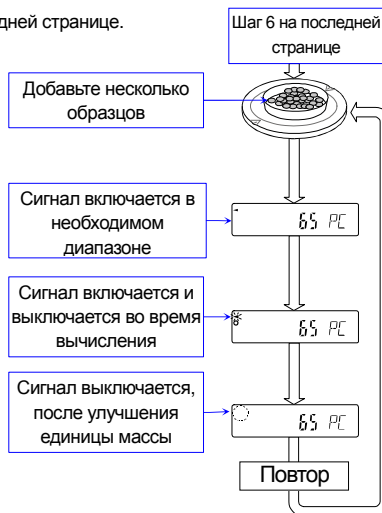 дней странице.
Шаг 6 на последней
странице
Добавьте несколько
образцов
Сигнал включается в
необходимом
диапазоне
65 PC
Сигнал включается и
выключается во время
вычисления
65 PC
Сигнал выключается,
после улучшения
единицы массы
65 PC
Повтор